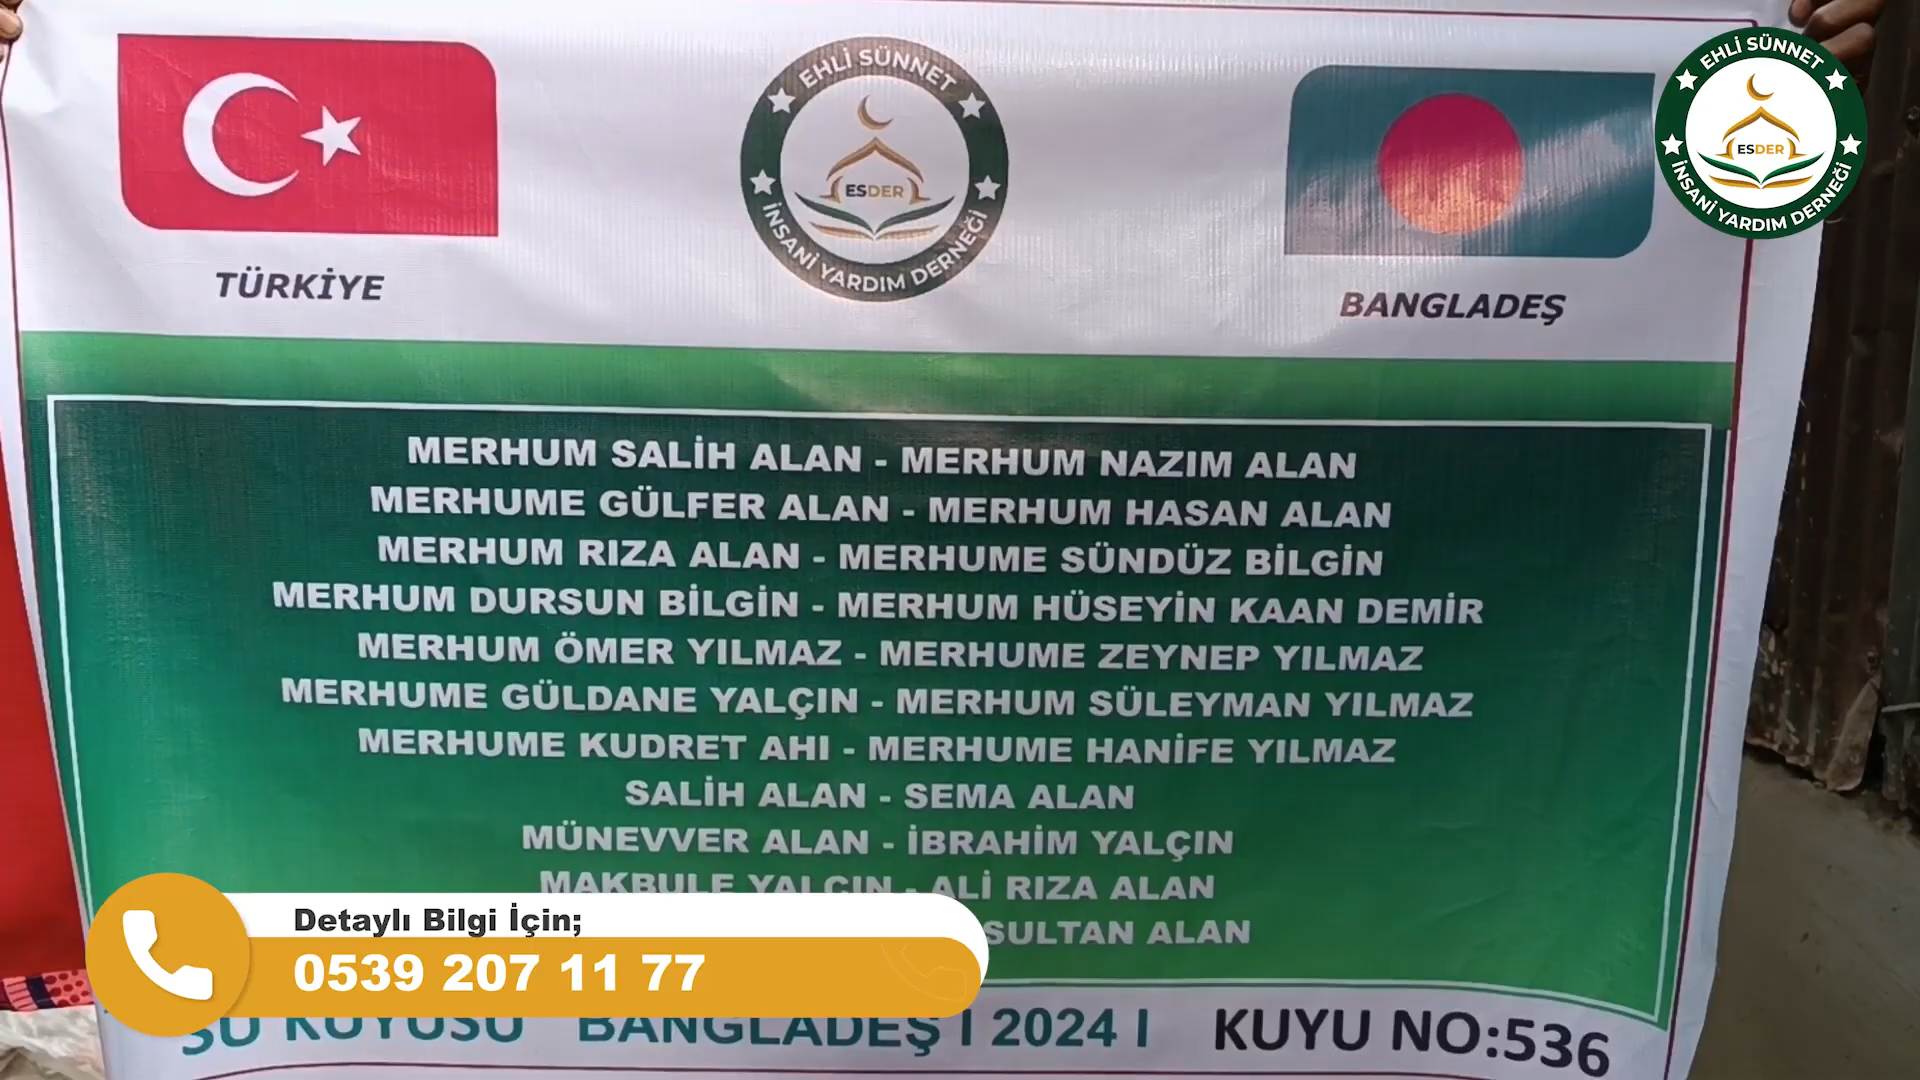 EHLİ SÜNNET
ESDER
İNSANİ YARDIM DERNEĞİ
EHLİ SÜNNET
ESDER
İNSANİ YARDIM DERNEĞİ
TÜRKİYE
BANGLADEŞ
MERHUM SALİH ALAN - MERHUM NAZIM ALAN
MERHUME GÜLFER ALAN - MERHUM HASAN ALAN
MERHUM RIZA ALAN - MERHUME SÜNDÜZ BİLGİN
MERHUM DURSUN BİLGİN - MERHUM HÜSEYİN KAAN DEMİR
MERHUM ÖMER YILMAZ - MERHUME ZEYNEP YILMAZ
MERHUME GÜLDANE YALÇIN - MERHUM SÜLEYMAN YILMAZ
MERHUME KUDRET AHI - MERHUME HANİFE YILMAZ
SALİH ALAN - SEMA ALAN
MÜNEVVER ALAN - İBRAHİM YALÇIN
MAKBULE YALÇIN - ALİ RIZA ALAN
SULTAN ALAN
Detaylı Bilgi İçin;
0539 207 11 77
SU KUYUSU BANGLADEŞ I 2024 I KUYU NO:536